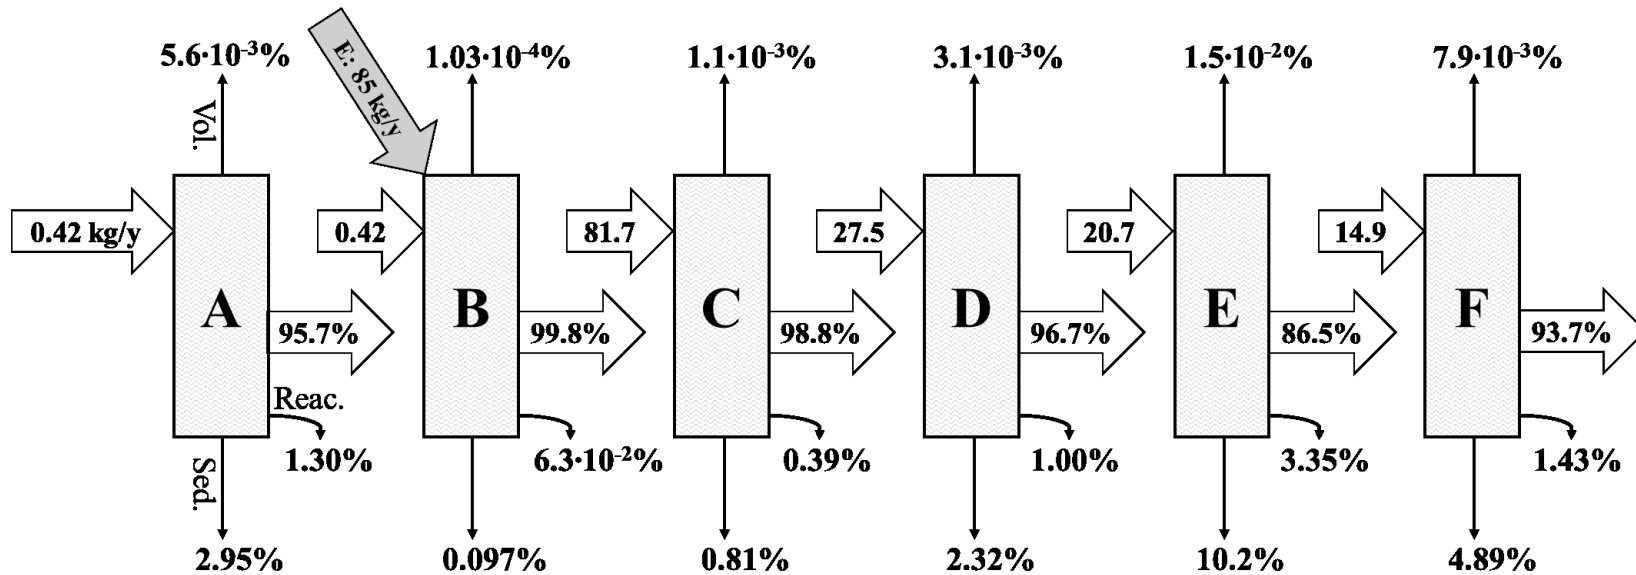 5.6·10⁻³%
E: 85 kg/y
1.03·10⁻⁴%
1.1·10⁻³%
3.1·10⁻³%
1.5·10⁻²%
7.9·10⁻³%
Vol.
0.42 kg/y
0.42
81.7
27.5
20.7
14.9
A
95.7%
B
99.8%
C
98.8%
D
96.7%
E
86.5%
F
93.7%
Reac.
1.30%
6.3·10⁻²%
0.39%
1.00%
3.35%
1.43%
Sed.
2.95%
0.097%
0.81%
2.32%
10.2%
4.89%